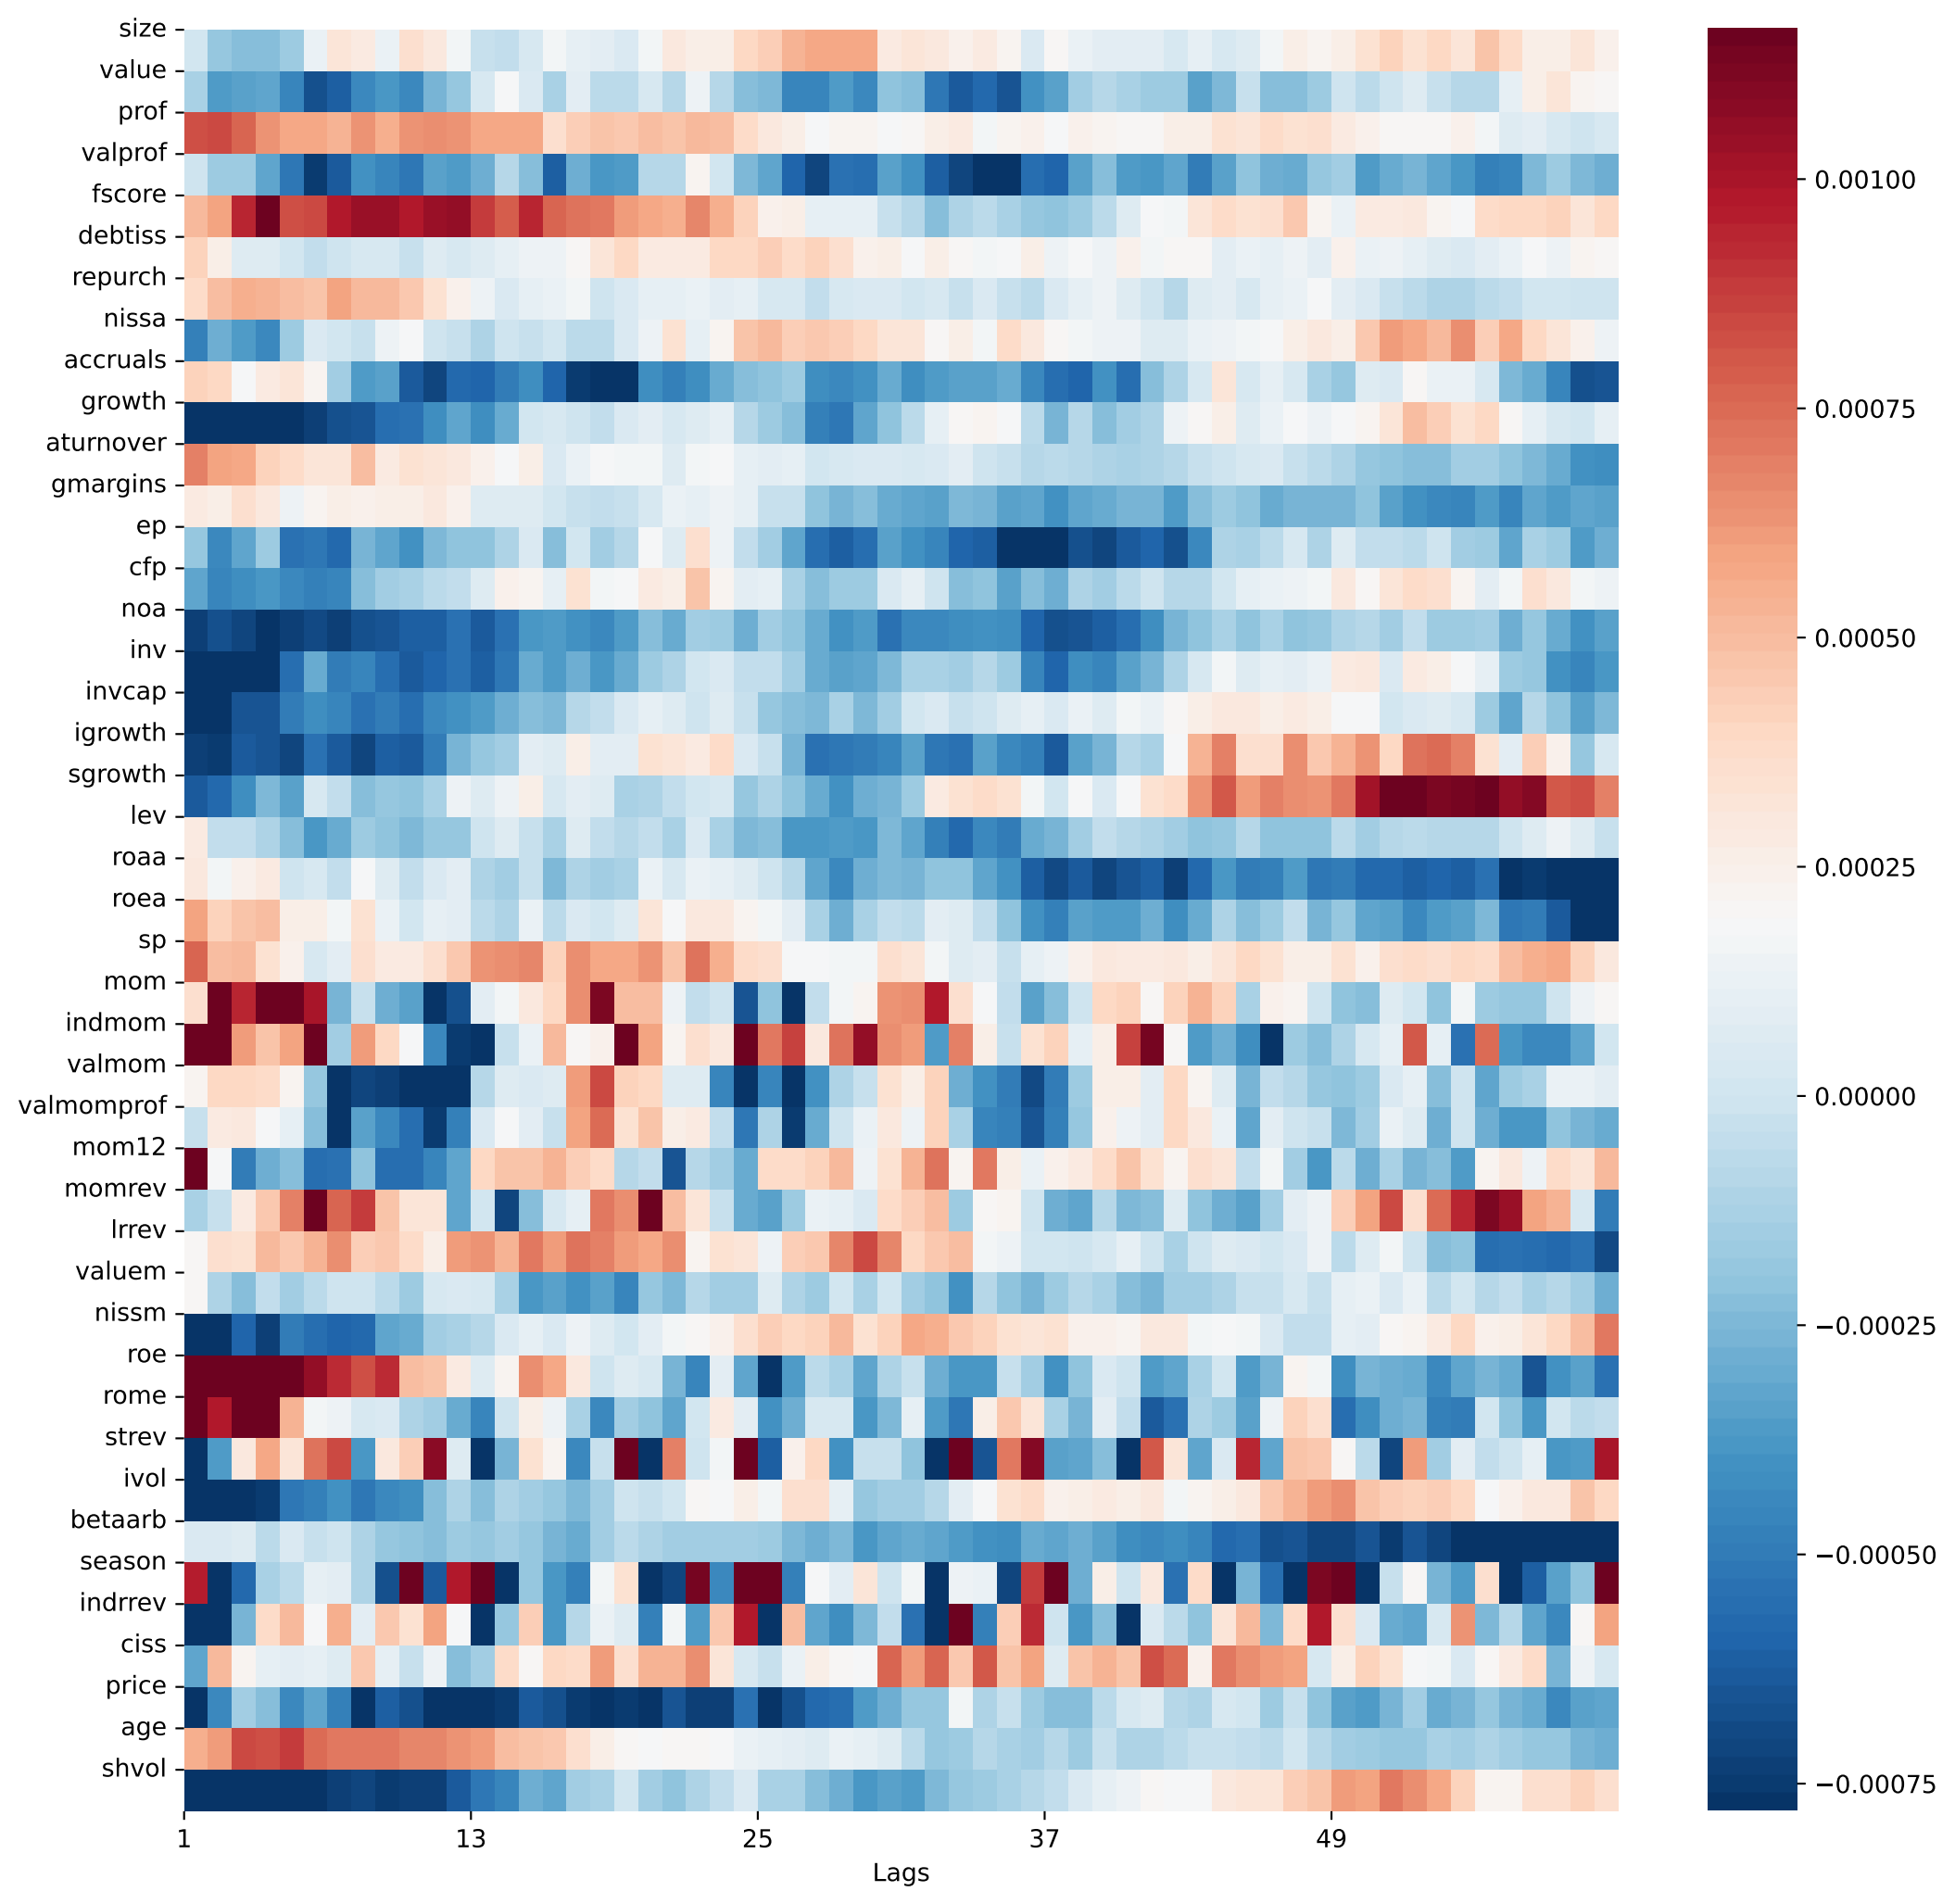 size
value
prof
valprof
fscore
debtiss
repurch
nissa
accruals
growth
aturnover
gmargins
ep
cfp
noa
inv
invcap
igrowth
sgrowth
lev
roaa
roea
sp
mom
indmom
valmom
valmomprof
mom12
momrev
lrrev
valuem
nissm
roe
rome
strev
ivol
betaarb
season
indrrev
ciss
price
age
shvol
1 13 25 37 49
Lags
0.00100
0.00075
0.00050
0.00025
0.00000
−0.00025
−0.00050
−0.00075